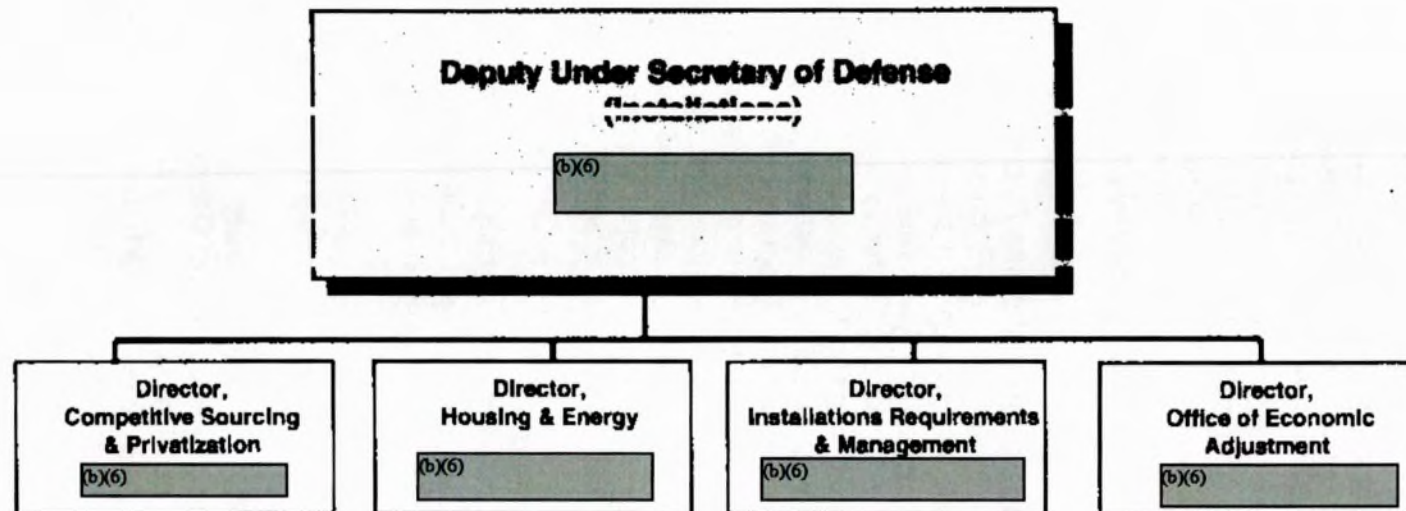 Deputy Under Secretary of Defense
(Installations)
(b)(6)
Director,
Competitive Sourcing
& Privatization
(b)(6)
Director,
Housing & Energy
(b)(6)
Director,
Installations Requirements
& Management
(b)(6)
Director,
Office of Economic
Adjustment
(b)(6)